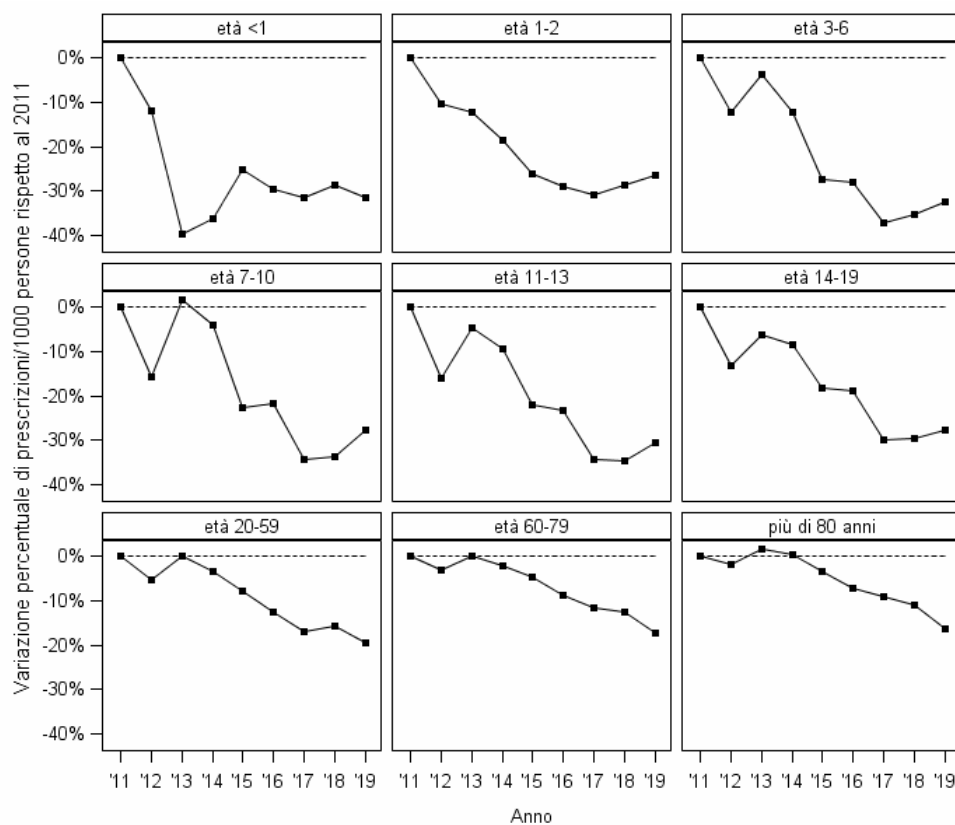 Variazione percentuale di prescrizioni/1000 persone rispetto al 2011
età <1
età 1-2
età 3-6
0%
-10%
-20%
-30%
-40%
età 7-10
età 11-13
età 14-19
0%
-10%
-20%
-30%
-40%
età 20-59
età 60-79
più di 80 anni
0%
-10%
-20%
-30%
-40%
'11 '12 '13 '14 '15 '16 '17 '18 '19 '11 '12 '13 '14 '15 '16 '17 '18 '19 '11 '12 '13 '14 '15 '16 '17 '18 '19
Anno